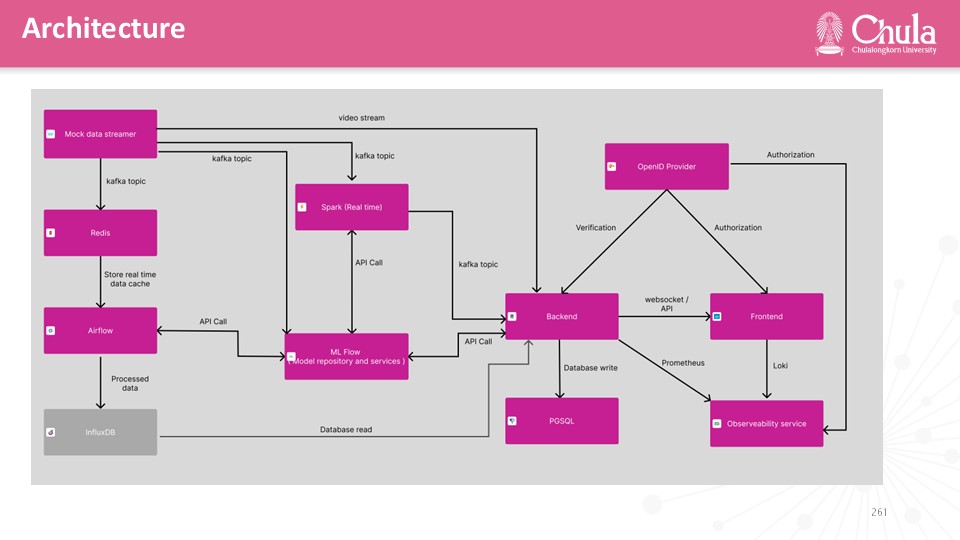 Architecture
Chula
Chulalongkorn University
video stream
Mock data streamer
kafka topic
kafka topic
OpenID Provider
Authorization
kafka topic
Spark (Real time)
Redis
Verification
Authorization
Store real time
data cache
API Call
kafka topic
websocket /
API
Airflow
API Call
Backend
Frontend
API Call
ML Flow
( Model repository and services )
Processed
data
Database write
Prometheus
Loki
InfluxDB
Database read
PGSQL
Observeability service
261